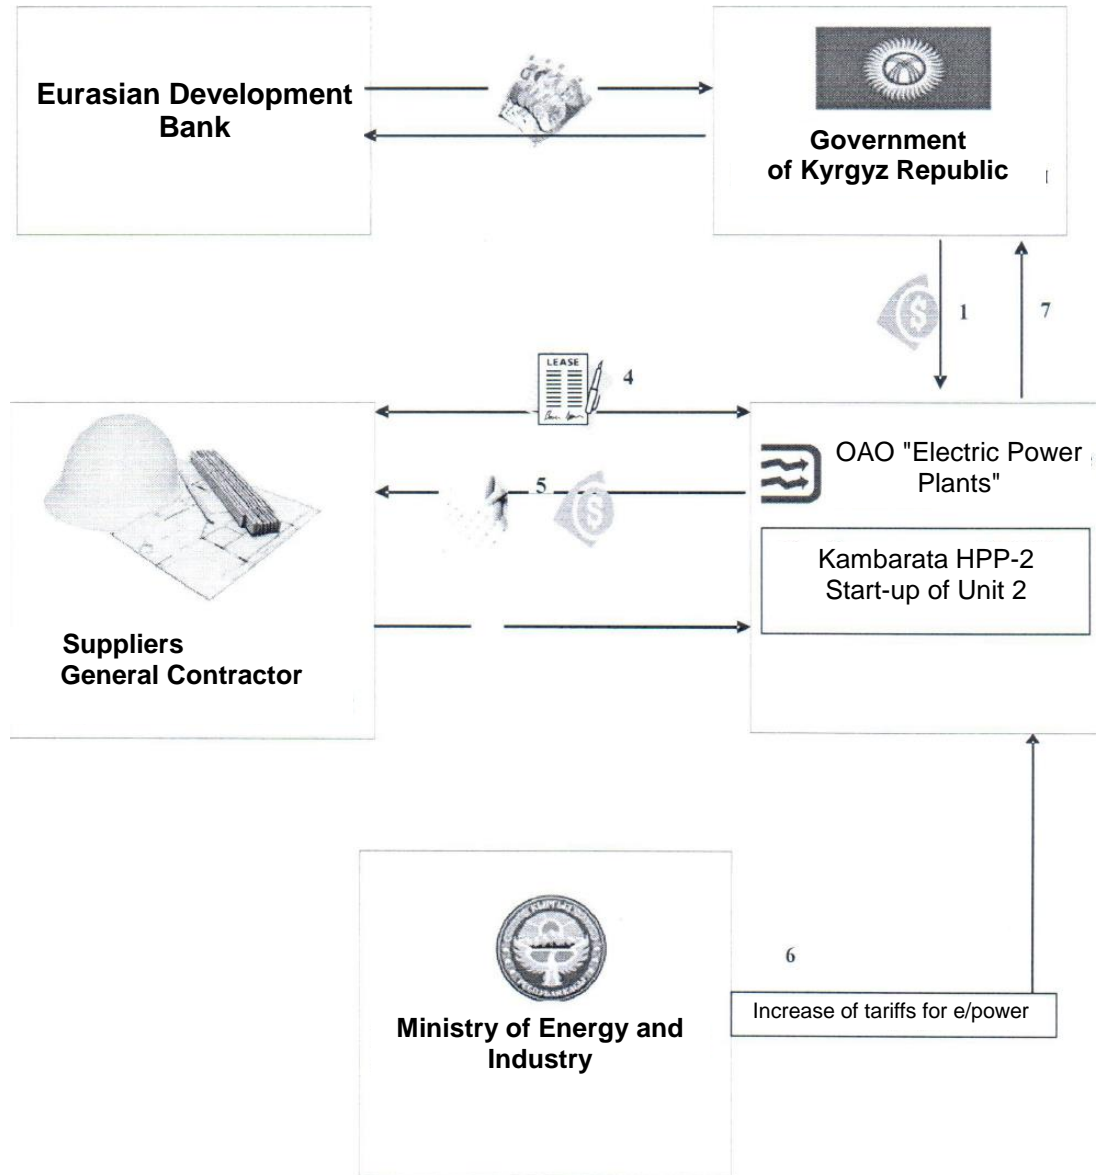 Eurasian Development
Bank
Government
of Kyrgyz Republic
1
7
LEASE
4
OAO "Electric Power
Plants"
5
Kambarata HPP-2
Start-up of Unit 2
Suppliers
General Contractor
6
Increase of tariffs for e/power
Ministry of Energy and
Industry